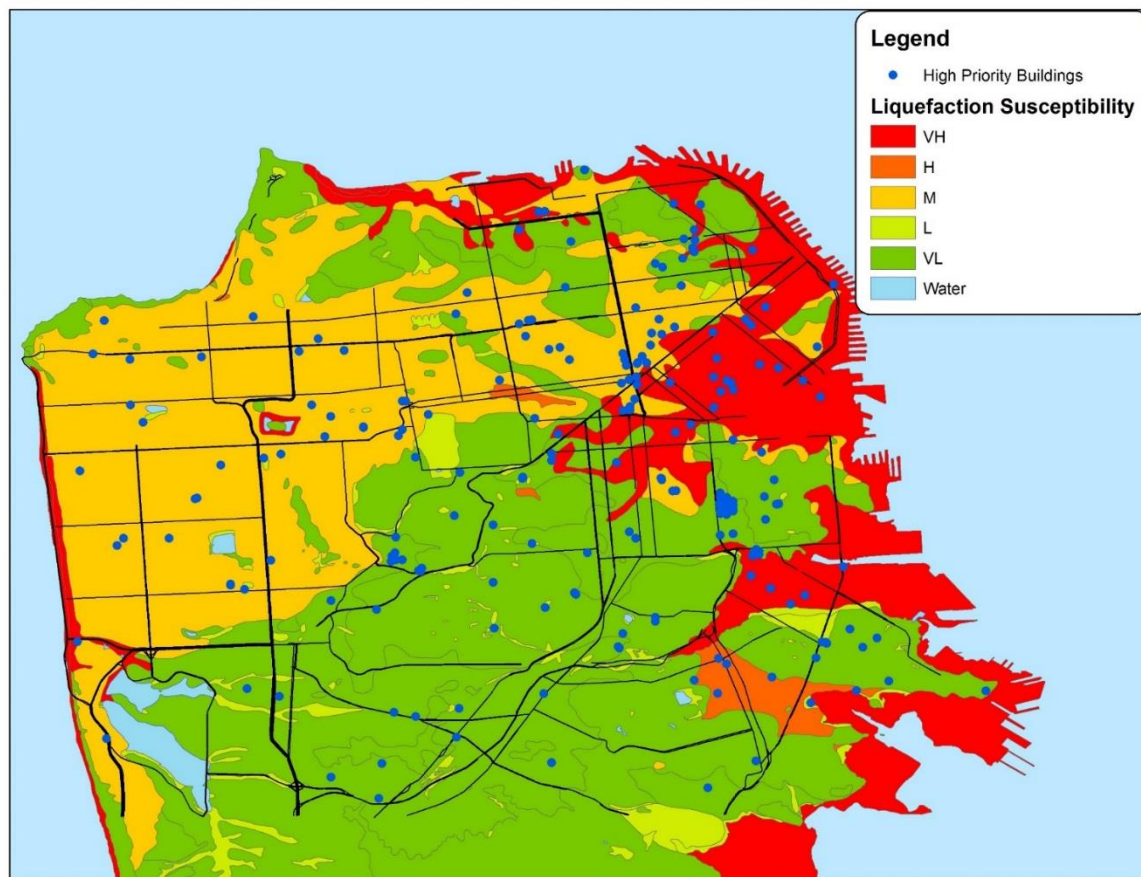 Legend
High Priority Buildings
Liquefaction Susceptibility
VH
H
M
L
VL
Water